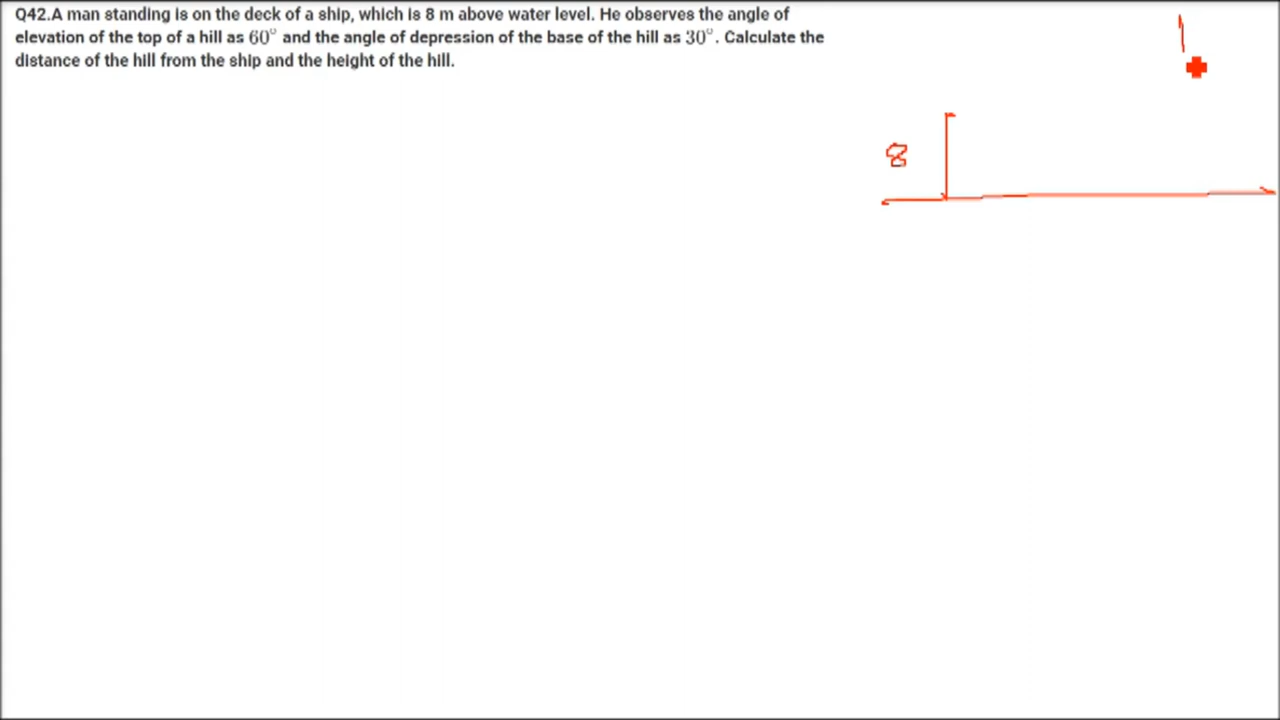 Q42.A man standing is on the deck of a ship, which is 8 m above water level. He observes the angle of
elevation of the top of a hill as 60° and the angle of depression of the base of the hill as 30°. Calculate the
distance of the hill from the ship and the height of the hill.
8